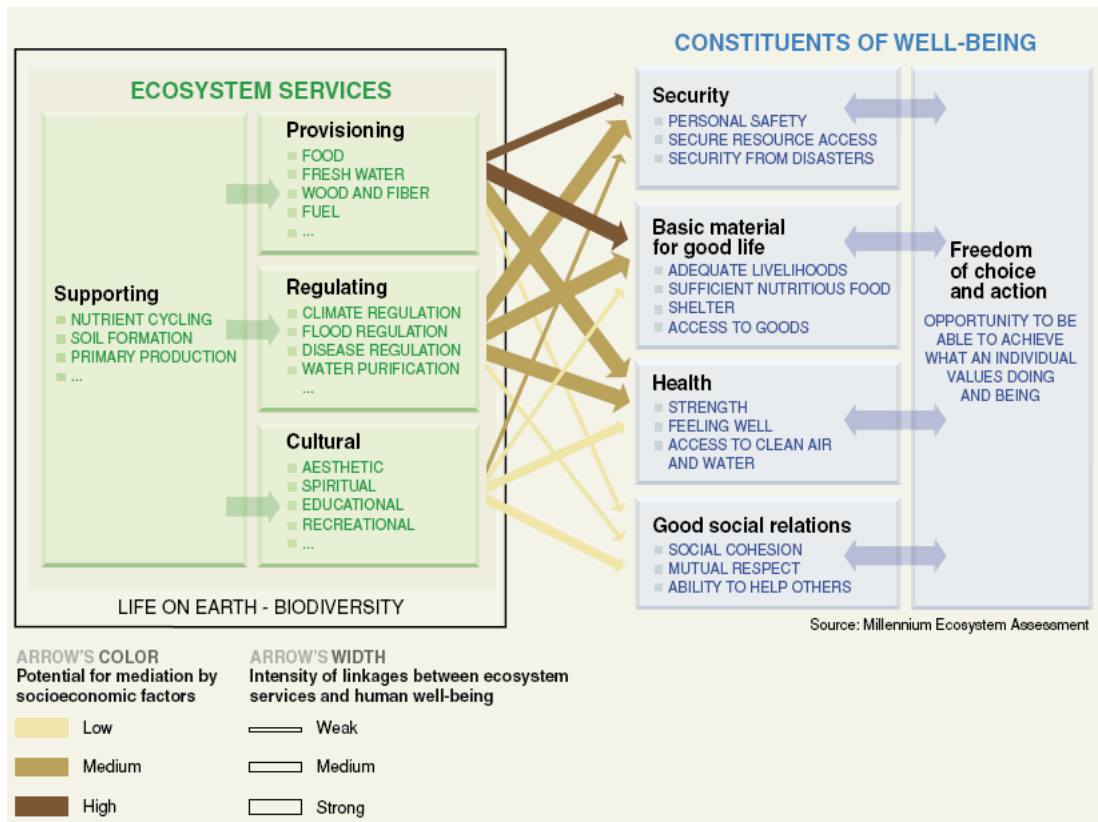 CONSTITUENTS OF WELL-BEING
ECOSYSTEM SERVICES
Supporting
NUTRIENT CYCLING
SOIL FORMATION
PRIMARY PRODUCTION
...
Provisioning
FOOD
FRESH WATER
WOOD AND FIBER
FUEL
...
Regulating
CLIMATE REGULATION
FLOOD REGULATION
DISEASE REGULATION
WATER PURIFICATION
...
Cultural
AESTHETIC
SPIRITUAL
EDUCATIONAL
RECREATIONAL
...
LIFE ON EARTH - BIODIVERSITY
Security
PERSONAL SAFETY
SECURE RESOURCE ACCESS
SECURITY FROM DISASTERS
Basic material
for good life
ADEQUATE LIVELIHOODS
SUFFICIENT NUTRITIOUS FOOD
SHELTER
ACCESS TO GOODS
Health
STRENGTH
FEELING WELL
ACCESS TO CLEAN AIR
AND WATER
Good social relations
SOCIAL COHESION
MUTUAL RESPECT
ABILITY TO HELP OTHERS
Freedom
of choice
and action
OPPORTUNITY TO BE
ABLE TO ACHIEVE
WHAT AN INDIVIDUAL
VALUES DOING
AND BEING
Source: Millennium Ecosystem Assessment
ARROW'S COLOR
Potential for mediation by
socioeconomic factors
Low
Medium
High
ARROW'S WIDTH
Intensity of linkages between ecosystem
services and human well-being
Weak
Medium
Strong